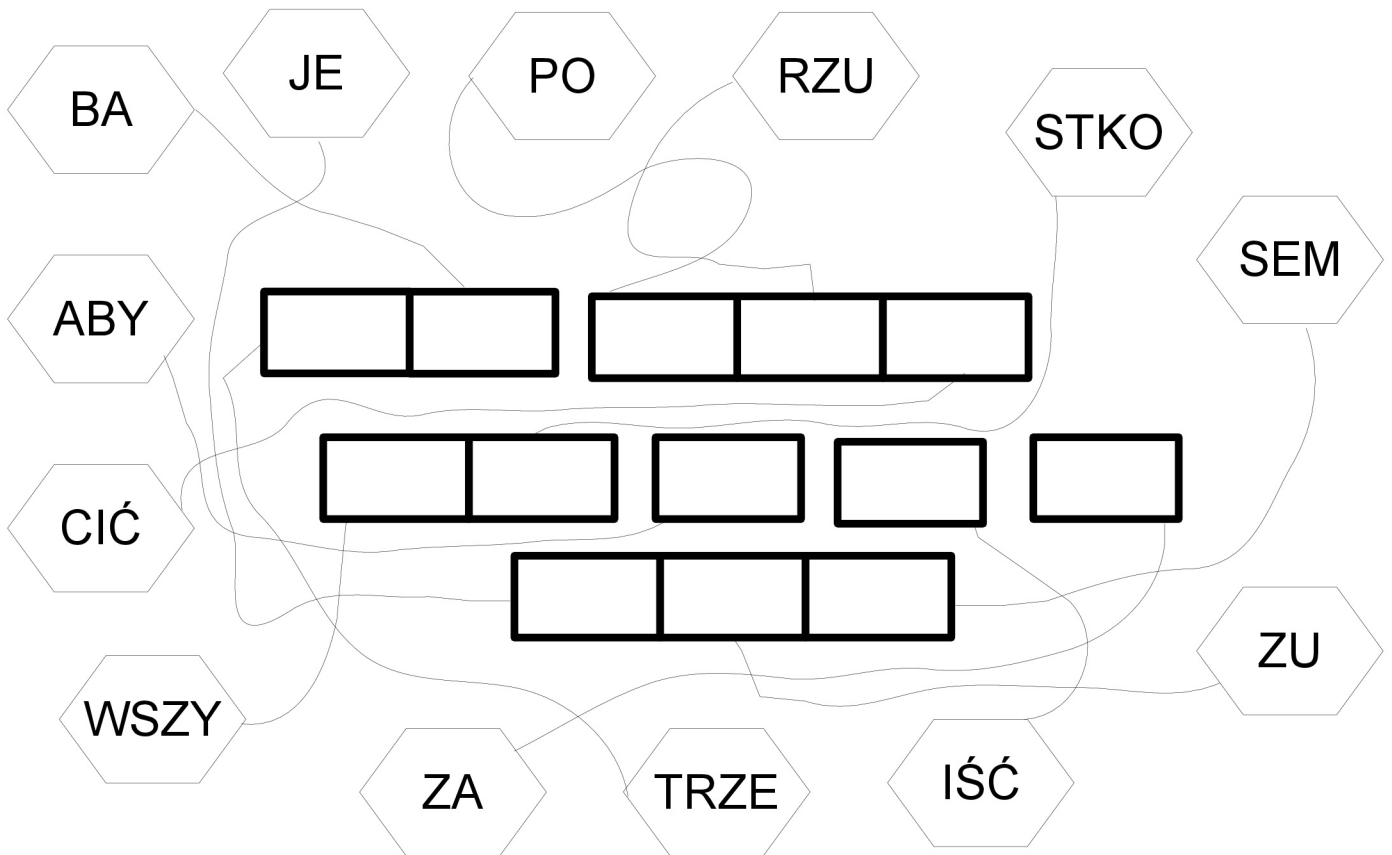 JE PO RZU
BA STKO
SEM
ABY
CIĆ
ZU
WSZY
ZA TRZE IŚĆ